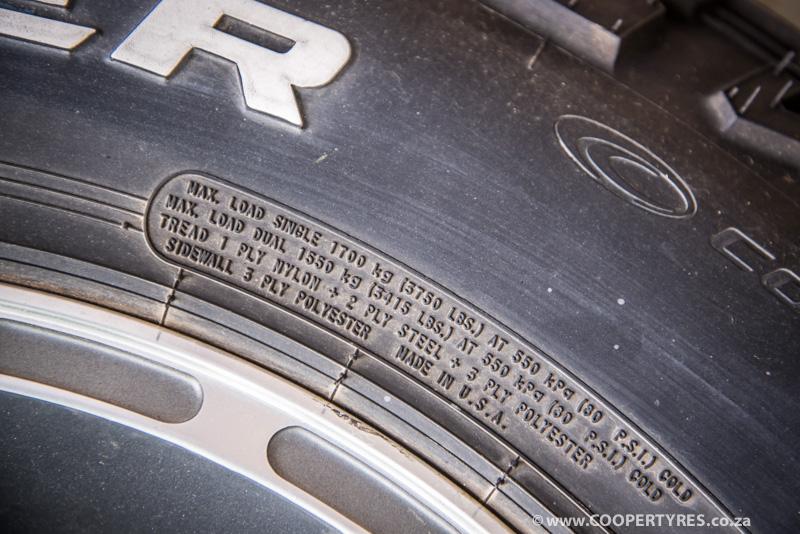 ER
MAX. LOAD SINGLE 1700 kg (3750 LBS.) AT 550 kPa (80 P.S.I.) COLD
MAX. LOAD DUAL 1550 kg (3415 LBS.) AT 550 kPa (80 P.S.I.) COLD
TREAD 1 PLY NYLON + 2 PLY STEEL + 3 PLY POLYESTER
SIDEWALL 3 PLY POLYESTER MADE IN U.S.A.
CO
© www.COOPERTYRES.co.za